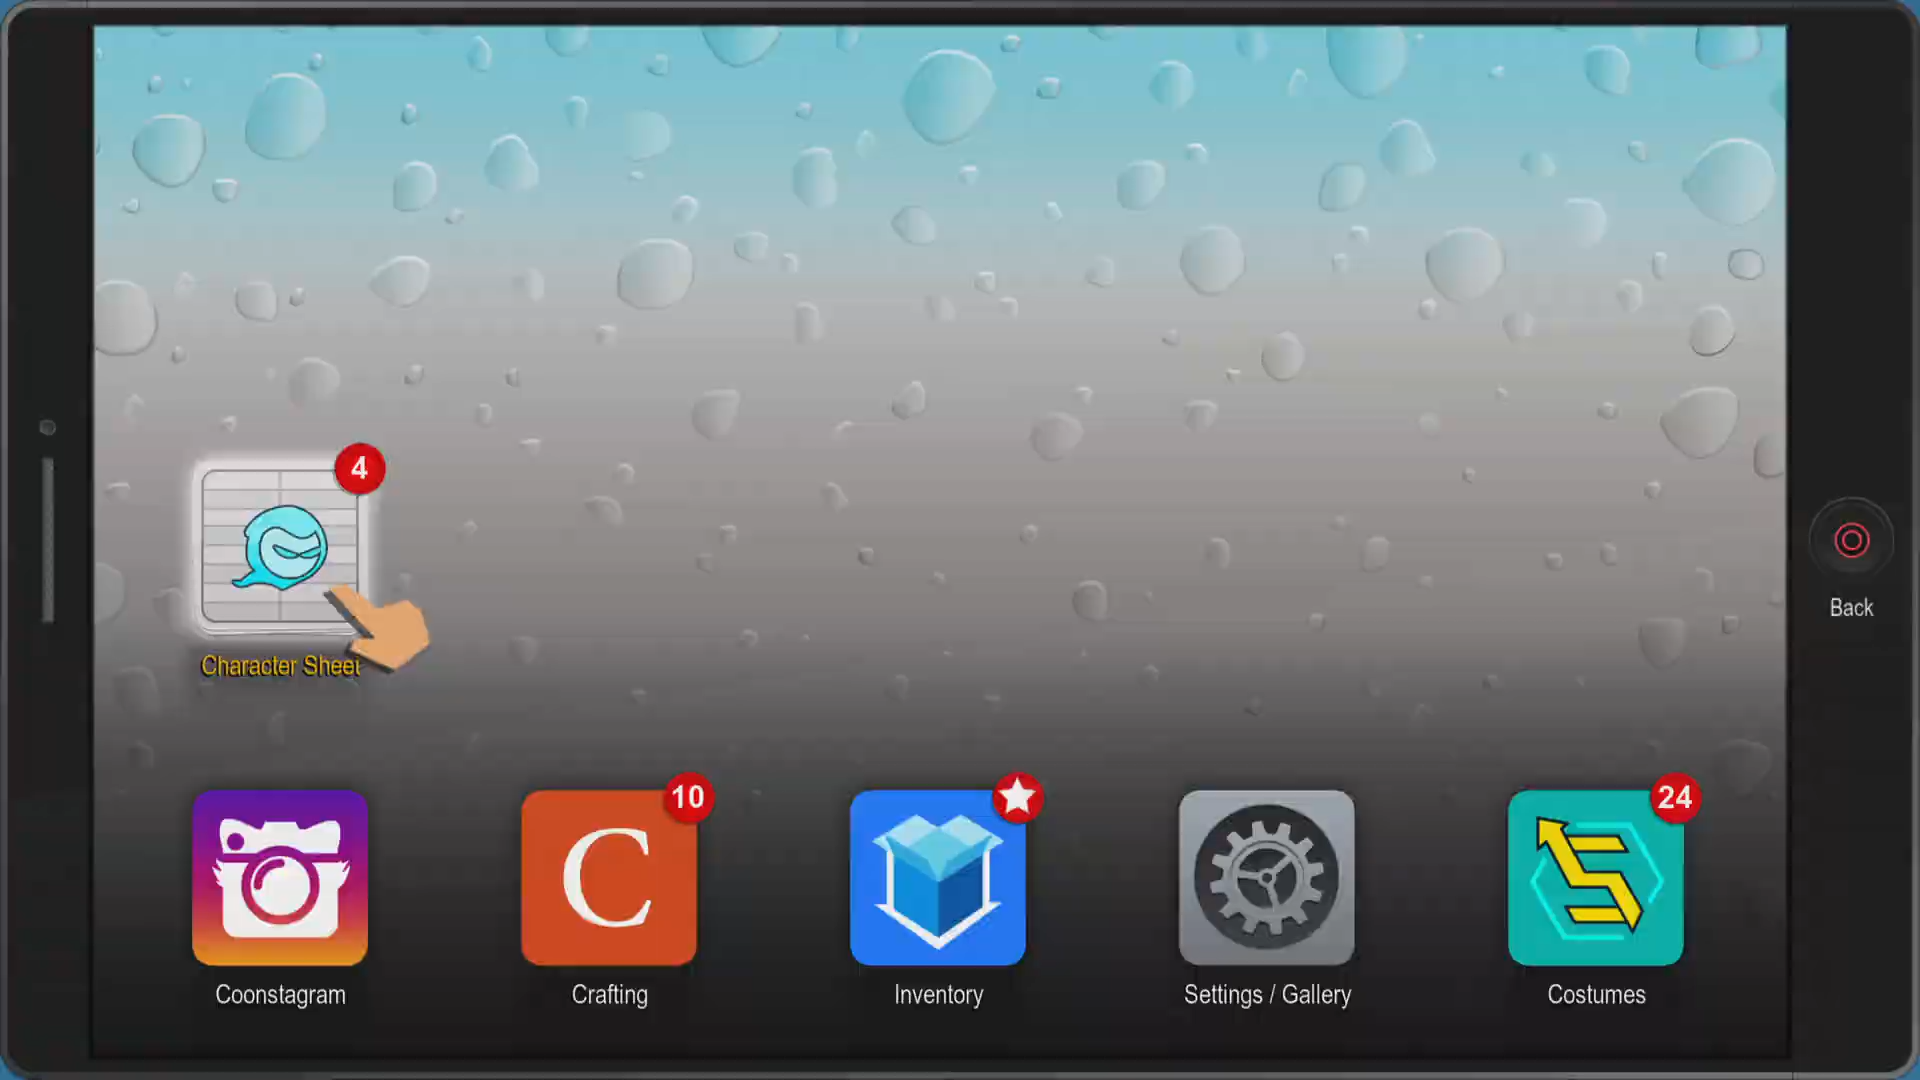 4
Character Sheet
Back
10
24
C
Coonstagram
Crafting
Inventory
Settings / Gallery
Costumes